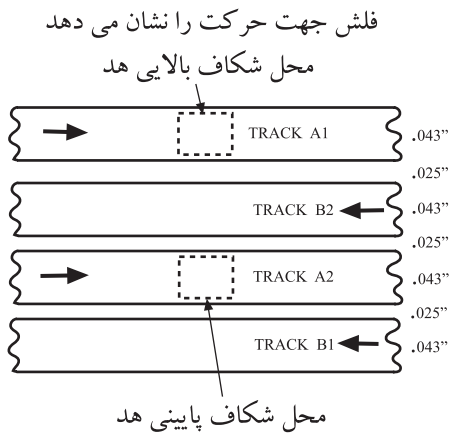 فلش جهت حرکت را نشان می دهد
محل شکاف بالایی هد
TRACK A1
.043”
.025”
TRACK B2
.043”
.025”
TRACK A2
.043”
.025”
TRACK B1
.043”
محل شکاف پایینی هد